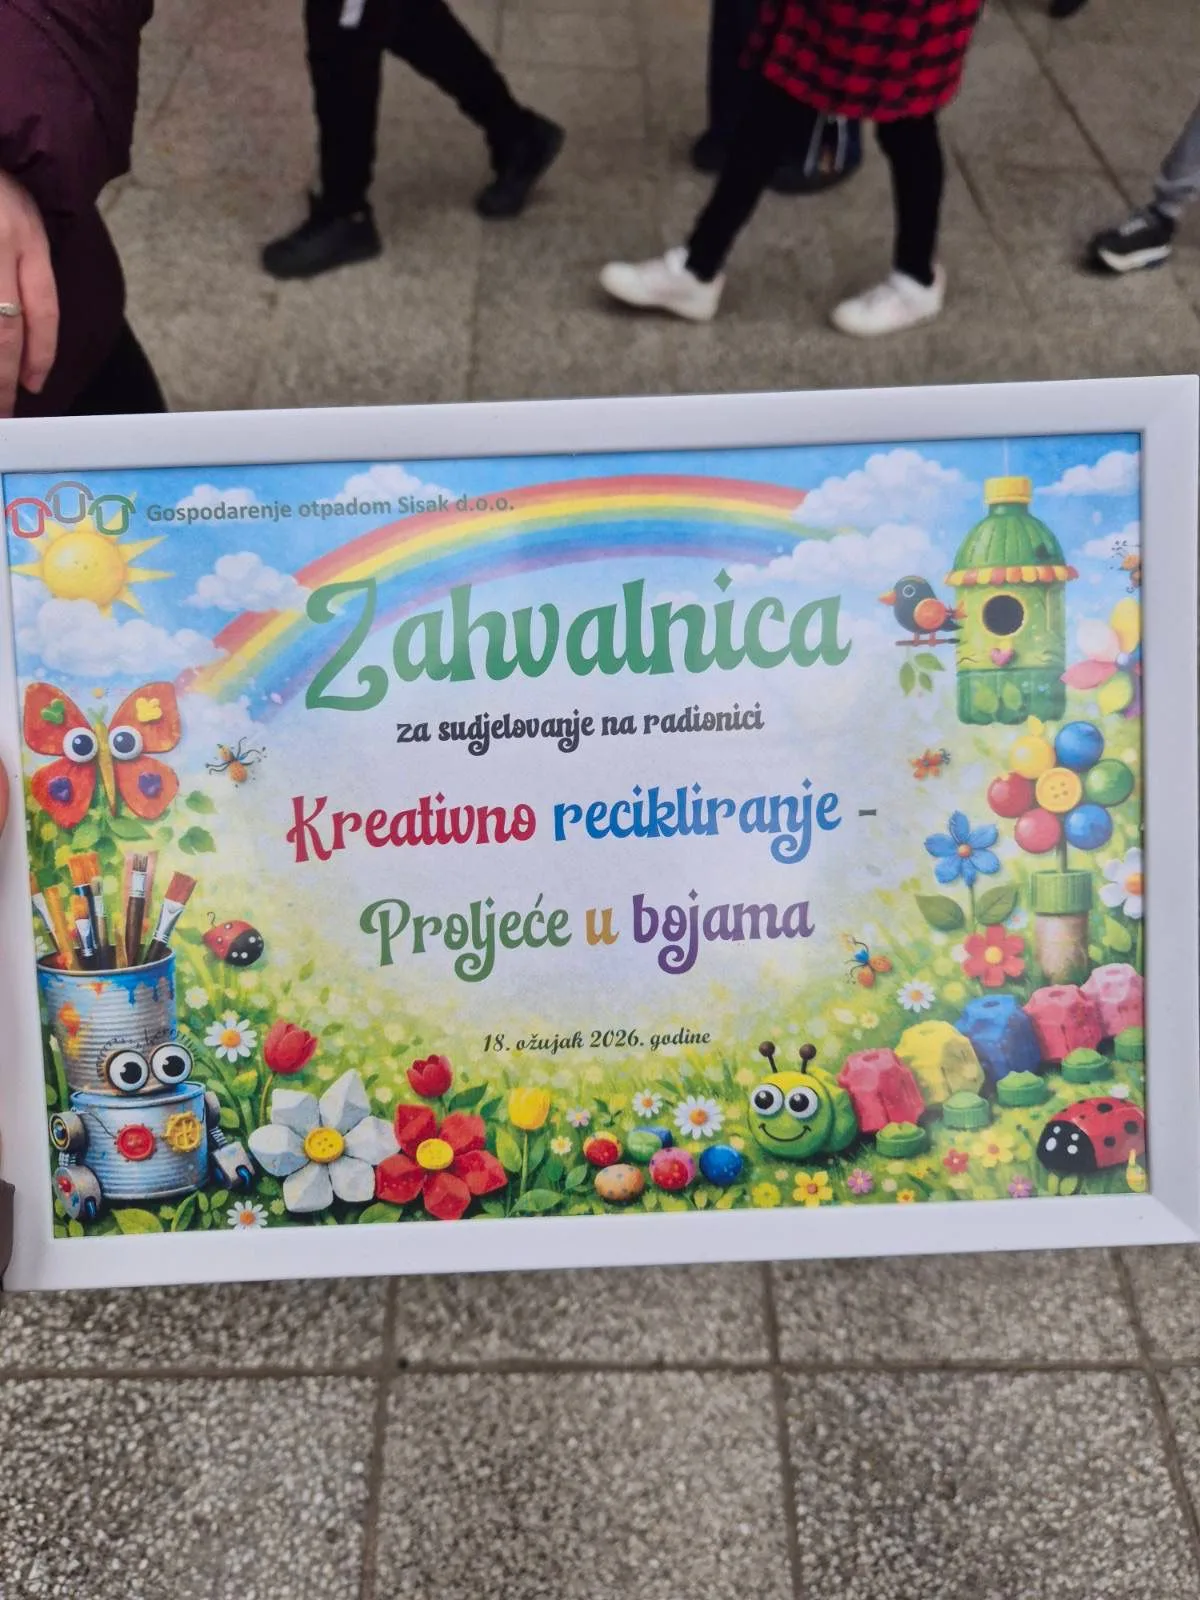 Gospodarenje otpadom Sisak d.o.o.
Zahvalnica
za sudjelovanje na radionici
Kreativno recikliranje -
Proljeće u bojama
18. ožujak 2026. godine